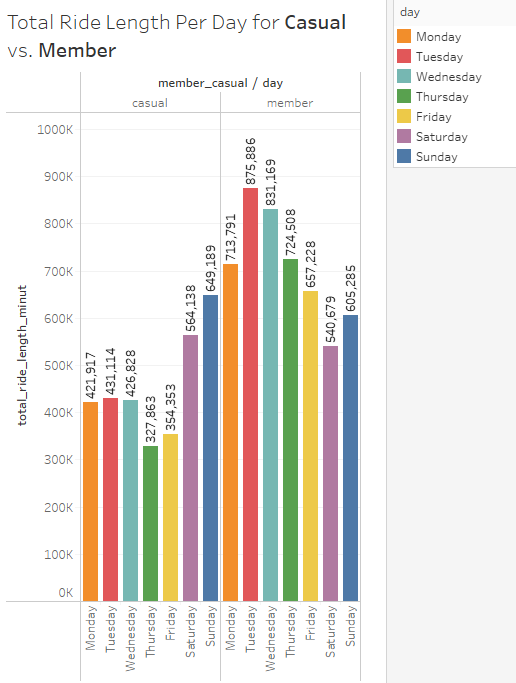 Total Ride Length Per Day for Casual
vs. Member
member_casual / day
casual member
1000K
900K
800K
700K
600K
500K
400K
300K
200K
100K
0K
total_ride_length_minut
421,917
431,114
426,828
327,863
354,353
564,138
649,189
713,791
875,886
831,169
724,508
657,228
540,679
605,285
Monday
Tuesday
Wednesday
Thursday
Friday
Saturday
Sunday
Monday
Tuesday
Wednesday
Thursday
Friday
Saturday
Sunday
day
Monday
Tuesday
Wednesday
Thursday
Friday
Saturday
Sunday